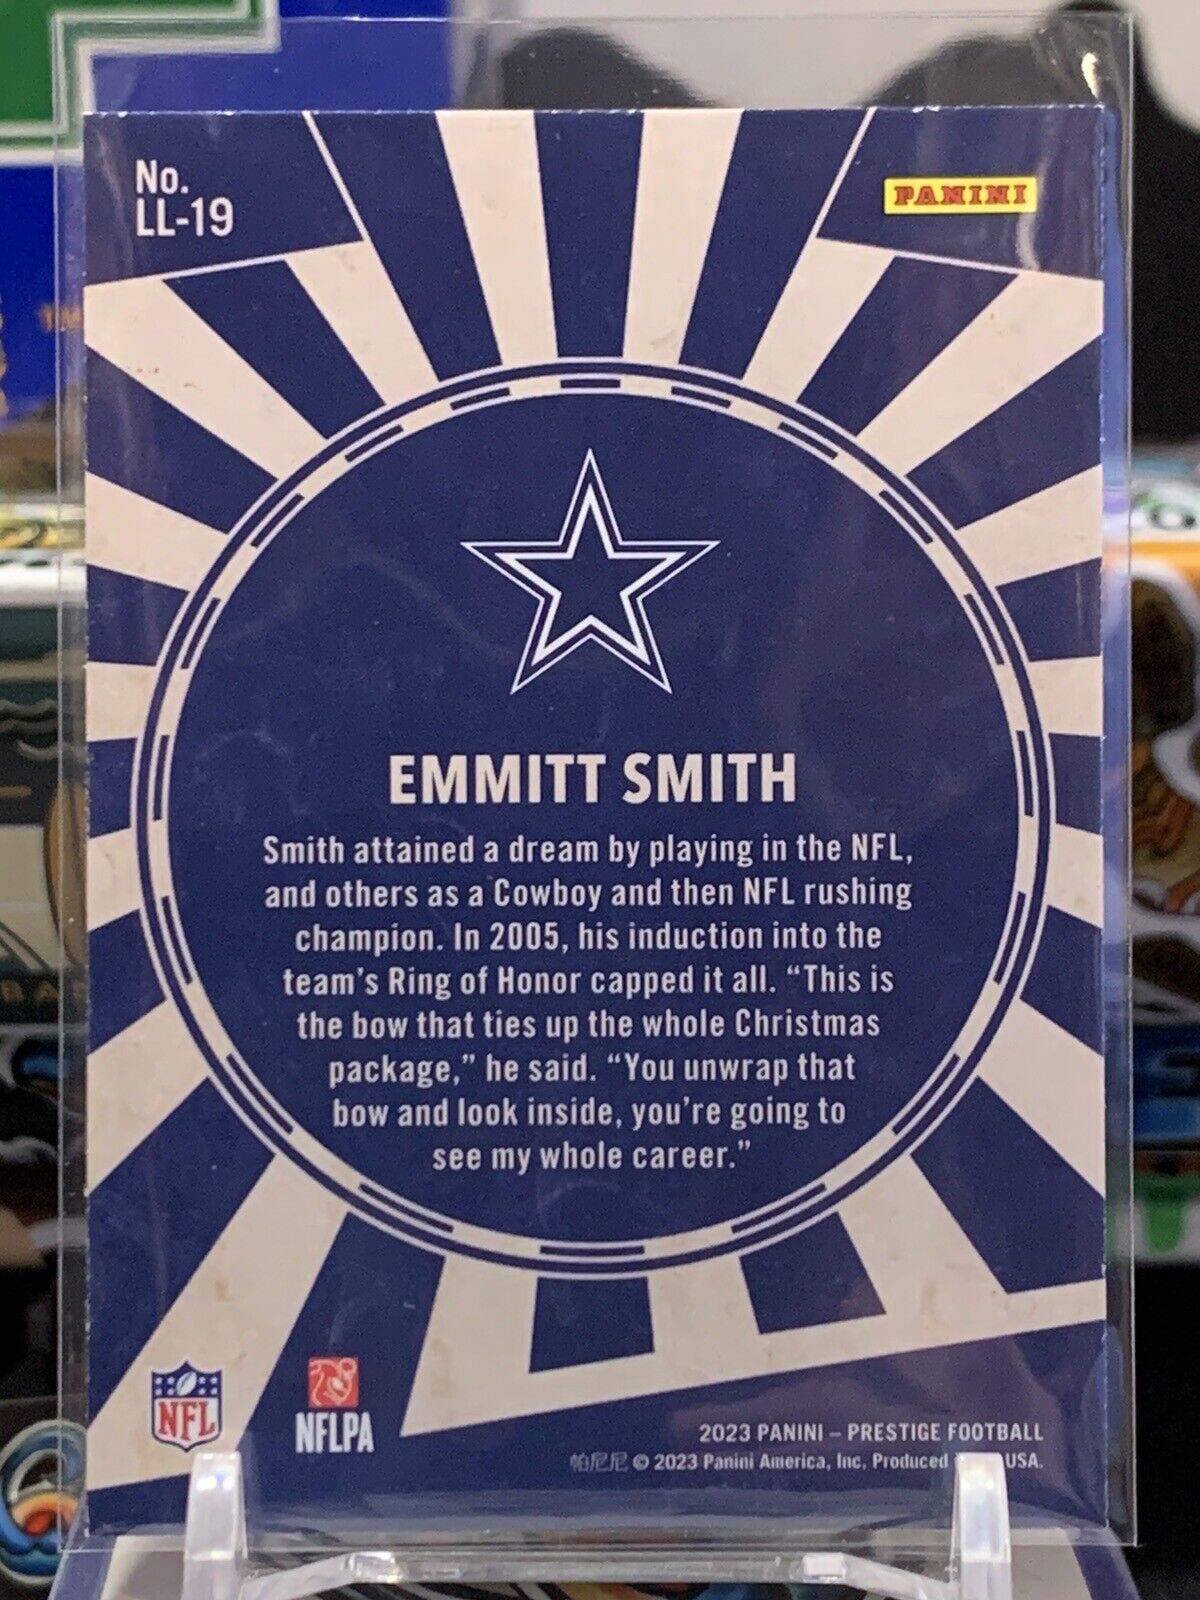 No.
LL-19
PANINI
EMMITT SMITH
Smith attained a dream by playing in the NFL,
and others as a Cowboy and then NFL rushing
champion. In 2005, his induction into the
team's Ring of Honor capped it all. “This is
the bow that ties up the whole Christmas
package,” he said. “You unwrap that
bow and look inside, you're going to
see my whole career.”
NFL
NFLPA
2023 PANINI – PRESTIGE FOOTBALL
帕尼尼 © 2023 Panini America, Inc. Produced USA.